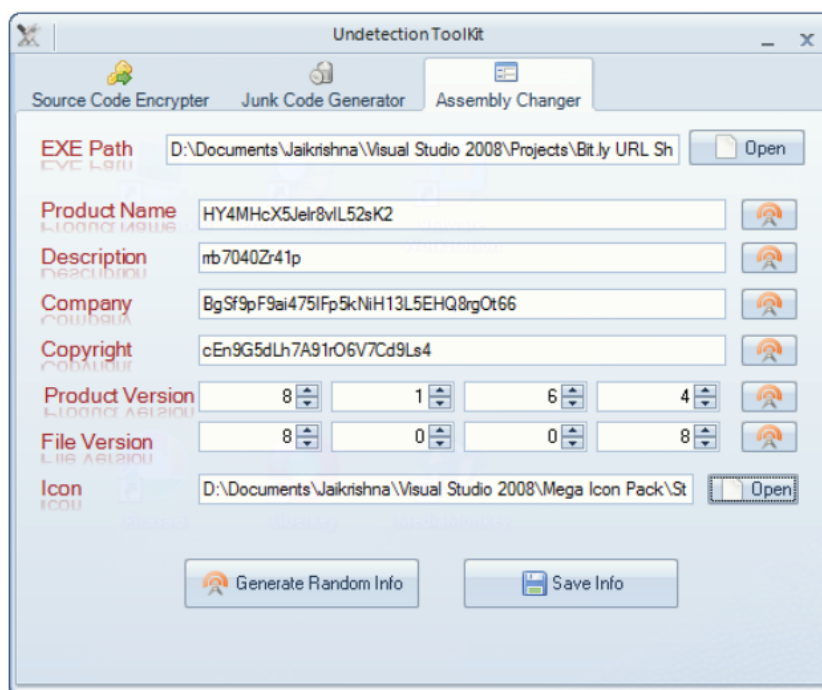 Undetection ToolKit
Source Code Encrypter Junk Code Generator Assembly Changer
EXE Path D:\Documents\Jaikrishna\Visual Studio 2008\Projects\Bit.ly URL Sh Open
Product Name HY4MHcX5JeIr8vIL52sK2
Description rrb7040Zr41p
Company BgSf9pF9ai475IFp5kNiH13L5EHQ8rgOt66
Copyright cEn9G5dLh7A91rO6V7Cd9Ls4
Product Version 8 1 6 4
File Version 8 0 0 8
Icon D:\Documents\Jaikrishna\Visual Studio 2008\Mega Icon Pack\St Open
Generate Random Info Save Info